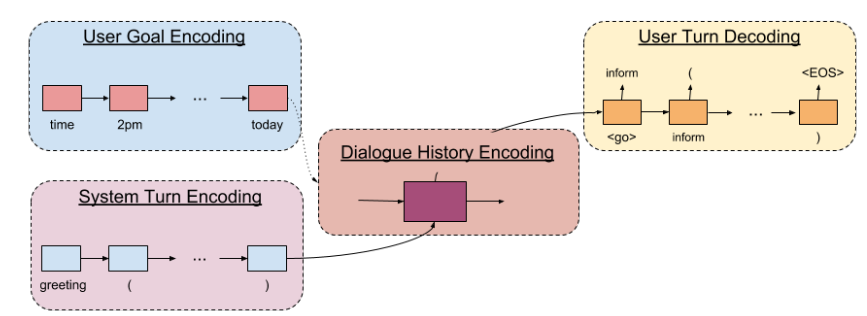 User Goal Encoding
...
time 2pm today
System Turn Encoding
...
greeting ( )
Dialogue History Encoding
User Turn Decoding
inform ( <EOS>
...
<go> inform )